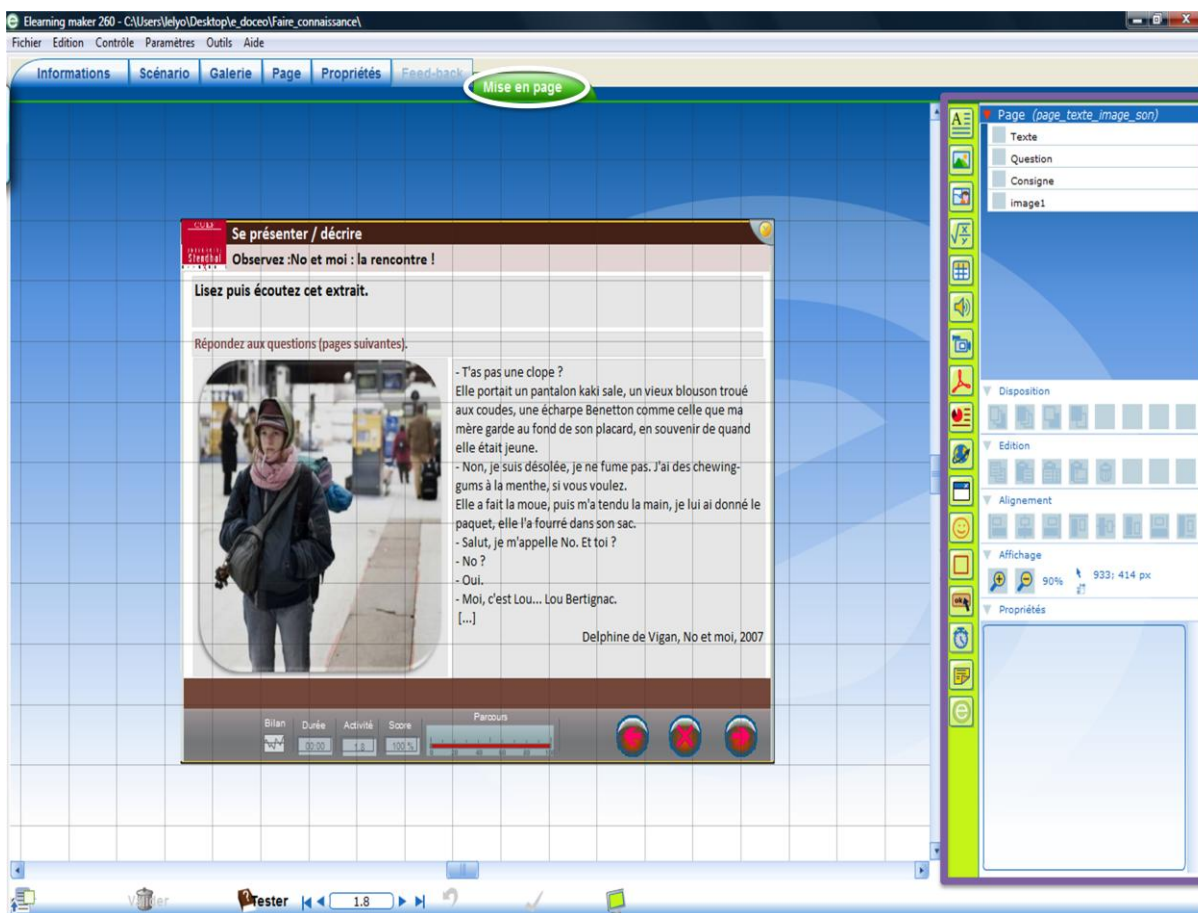 Elearning maker 260 - C:\Users\lelyo\Desktop\e_doceo\Faire_connaissance\
Fichier Edition Contrôle Paramètres Outils Aide
Informations Scénario Galerie Page Propriétés Feed-back Mise en page
Page (page_texte_image_son)
Texte
Question
Consigne
image1
Stendhal
Se présenter / décrire
Observez :No et moi : la rencontre !
Lisez puis écoutez cet extrait.
Répondez aux questions (pages suivantes).
- T'as pas une clope ?
Elle portait un pantalon kaki sale, un vieux blouson troué
aux coudes, une écharpe Benetton comme celle que ma
mère garde au fond de son placard, en souvenir de quand
elle était jeune.
- Non, je suis désolée, je ne fume pas. J'ai des chewing-
gums à la menthe, si vous voulez.
Elle a fait la moue, puis m'a tendu la main, je lui ai donné le
paquet, elle l'a fourré dans son sac.
- Salut, je m'appelle No. Et toi ?
- No ?
- Oui.
- Moi, c'est Lou... Lou Bertignac.
[...]
Delphine de Vigan, No et moi, 2007
Bilan Durée Activité Score Parcours
00:00 1.8 100 %
Disposition
Edition
Alignement
Affichage
90% 933; 414 px
Propriétés
Valider Tester 1.8